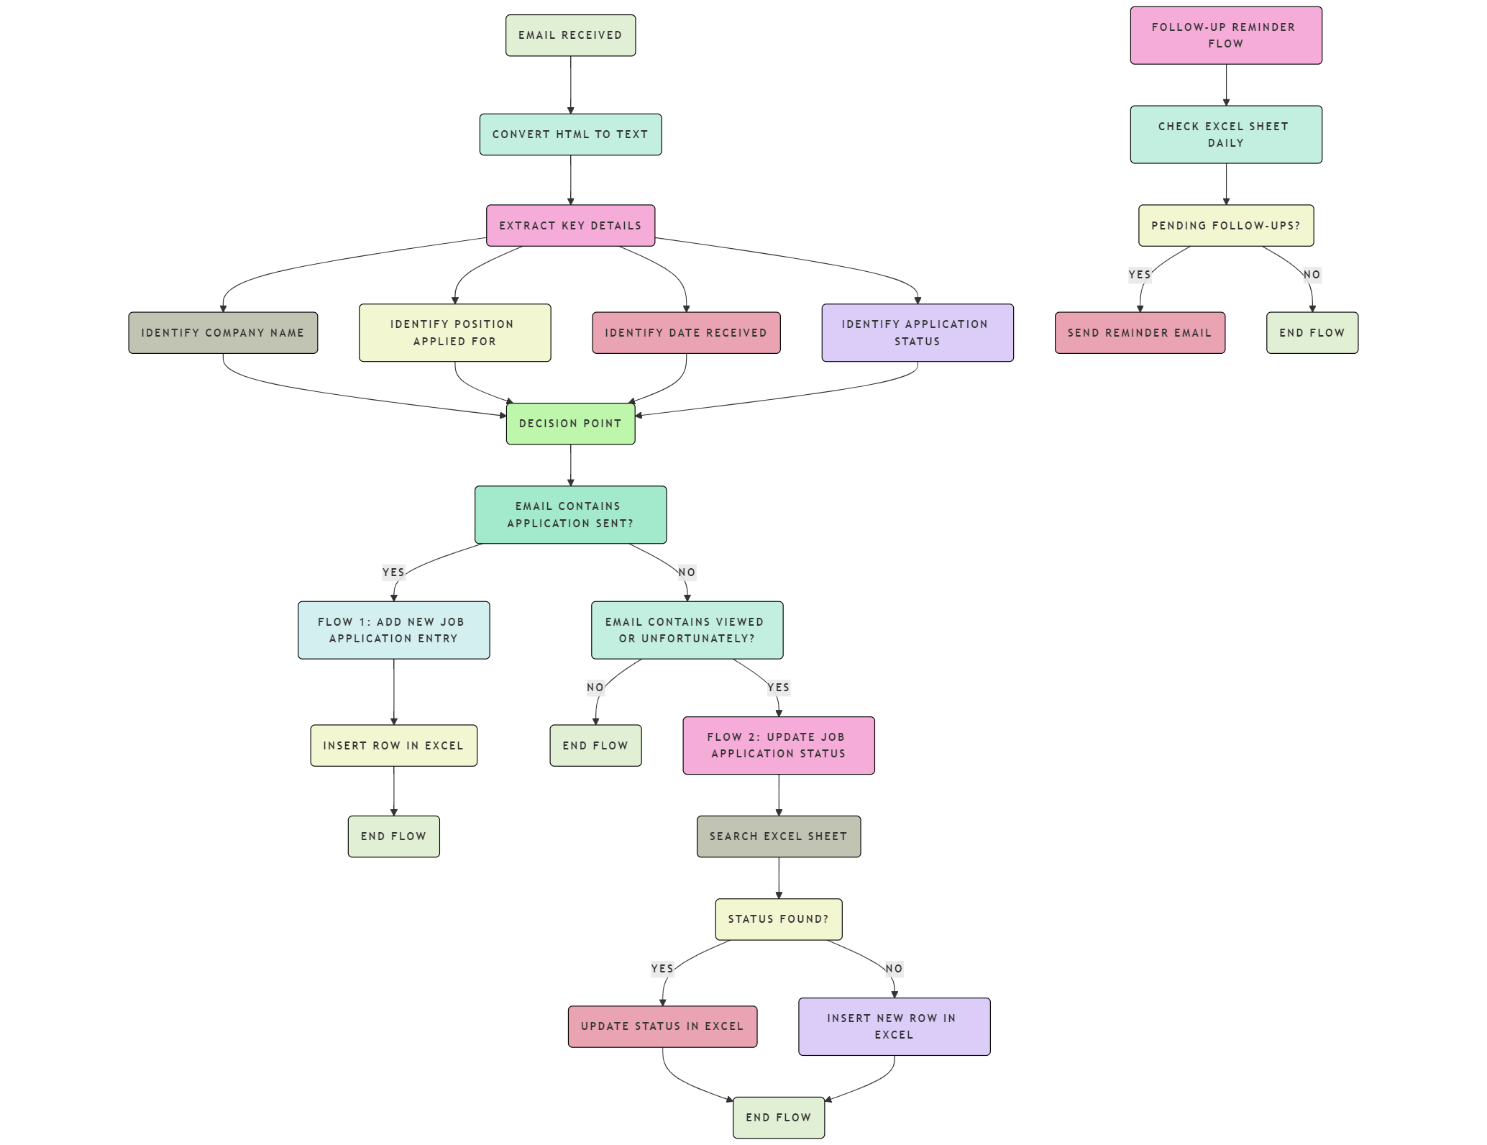 EMAIL RECEIVED
CONVERT HTML TO TEXT
EXTRACT KEY DETAILS
IDENTIFY COMPANY NAME
IDENTIFY POSITION
APPLIED FOR
IDENTIFY DATE RECEIVED
IDENTIFY APPLICATION
STATUS
DECISION POINT
EMAIL CONTAINS
APPLICATION SENT?
YES
NO
FLOW 1: ADD NEW JOB
APPLICATION ENTRY
EMAIL CONTAINS VIEWED
OR UNFORTUNATELY?
INSERT ROW IN EXCEL
END FLOW
NO
YES
END FLOW
FLOW 2: UPDATE JOB
APPLICATION STATUS
SEARCH EXCEL SHEET
STATUS FOUND?
YES
NO
UPDATE STATUS IN EXCEL
INSERT NEW ROW IN
EXCEL
END FLOW
FOLLOW-UP REMINDER
FLOW
CHECK EXCEL SHEET
DAILY
PENDING FOLLOW-UPS?
YES
NO
SEND REMINDER EMAIL
END FLOW